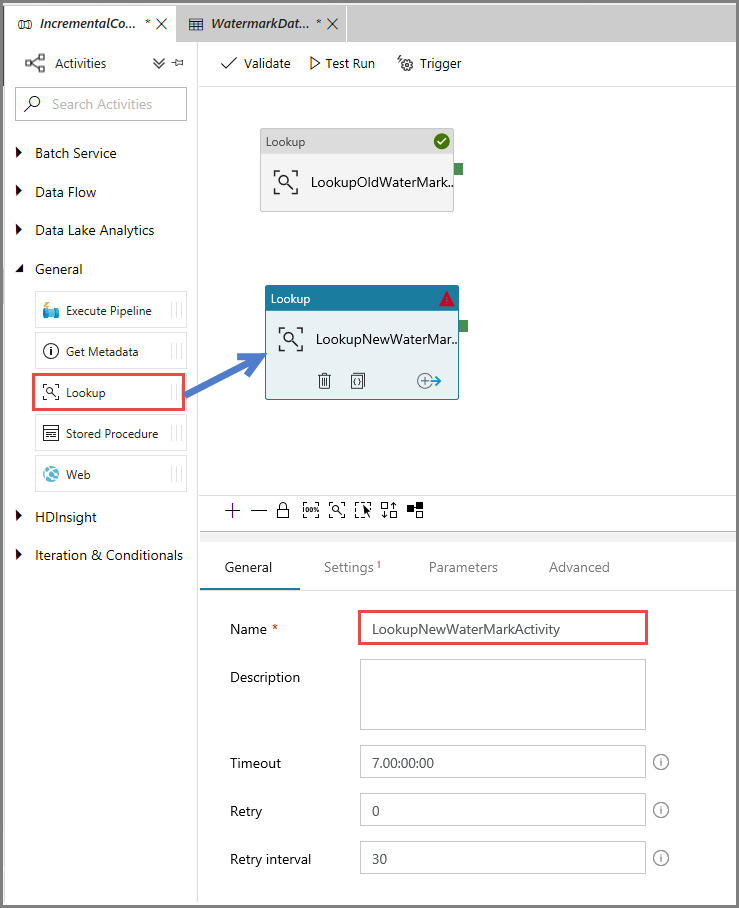 IncrementalCo... *
WatermarkDat... *
Activities
Validate
Test Run
Trigger
Search Activities
Batch Service
Data Flow
Data Lake Analytics
General
Execute Pipeline
Get Metadata
Lookup
Stored Procedure
Web
HDInsight
Iteration & Conditionals
Lookup
LookupOldWaterMark..
Lookup
LookupNewWaterMar..
100%
General
Settings 1
Parameters
Advanced
Name *
LookupNewWaterMarkActivity
Description
Timeout
7.00:00:00
Retry
0
Retry interval
30